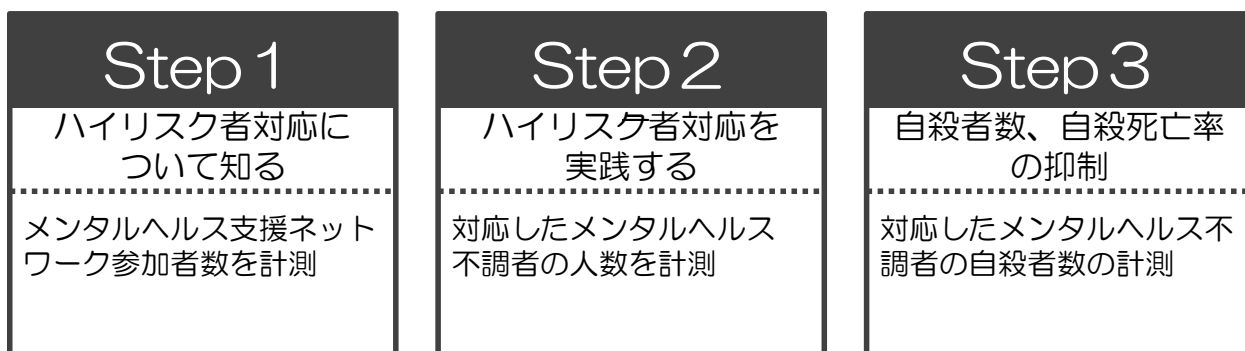 Step１
ハイリスク者対応に
ついて知る
メンタルヘルス支援ネット
ワーク参加者数を計測
Step２
ハイリスク者対応を
実践する
対応したメンタルヘルス
不調者の人数を計測
Step３
自殺者数、自殺死亡率
の抑制
対応したメンタルヘルス不
調者の自殺者数の計測